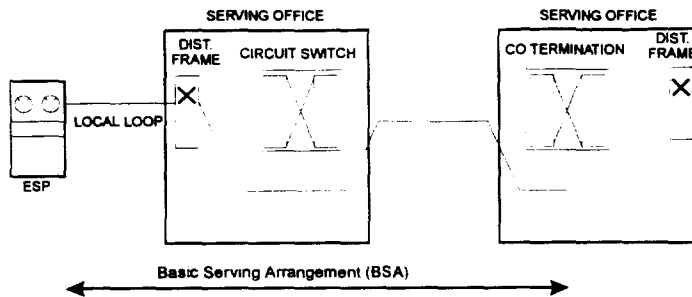 SERVING OFFICE
SERVING OFFICE
DIST.
FRAME
CIRCUIT SWITCH
CO TERMINATION
DIST.
FRAME
LOCAL LOOP
ESP
Basic Serving Arrangement (BSA)